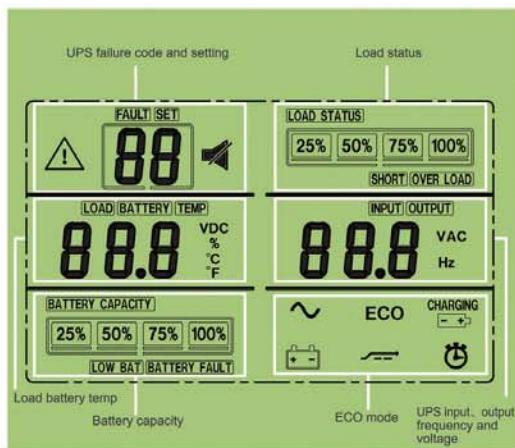 UPS failure code and setting
Load status
FAULT SET
88
LOAD STATUS
25% 50% 75% 100%
SHORT OVER LOAD
LOAD BATTERY TEMP
88.8
VDC
%
°C
°F
INPUT OUTPUT
88.8
VAC
Hz
BATTERY CAPACITY
25% 50% 75% 100%
LOW BAT BATTERY FAULT
ECO
CHARGING
Load battery temp
Battery capacity
ECO mode
UPS input、output
frequency and
voltage